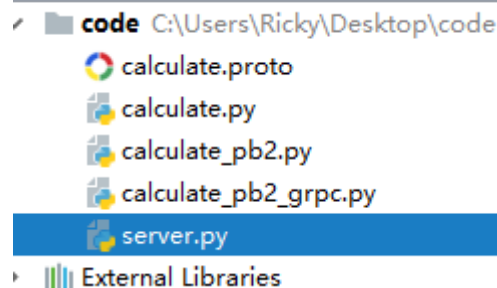 code C:\Users\Ricky\Desktop\code
calculate.proto
calculate.py
calculate_pb2.py
calculate_pb2_grpc.py
server.py
External Libraries